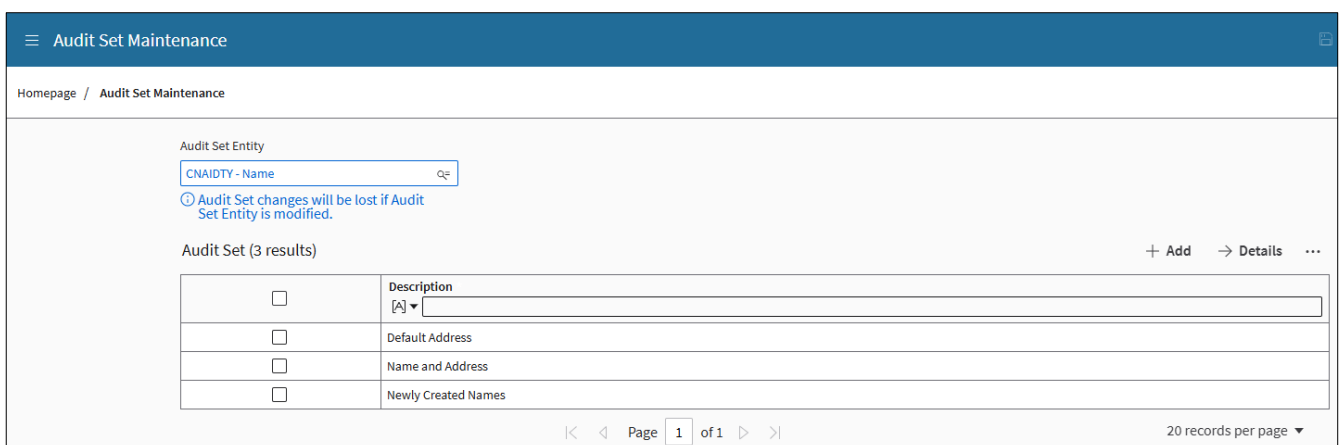 Audit Set Maintenance
Homepage / Audit Set Maintenance
Audit Set Entity
CNAIDTY - Name
Audit Set changes will be lost if Audit
Set Entity is modified.
Audit Set (3 results)
+ Add → Details ...
Description
[A]
Default Address
Name and Address
Newly Created Names
Page 1 of 1
20 records per page